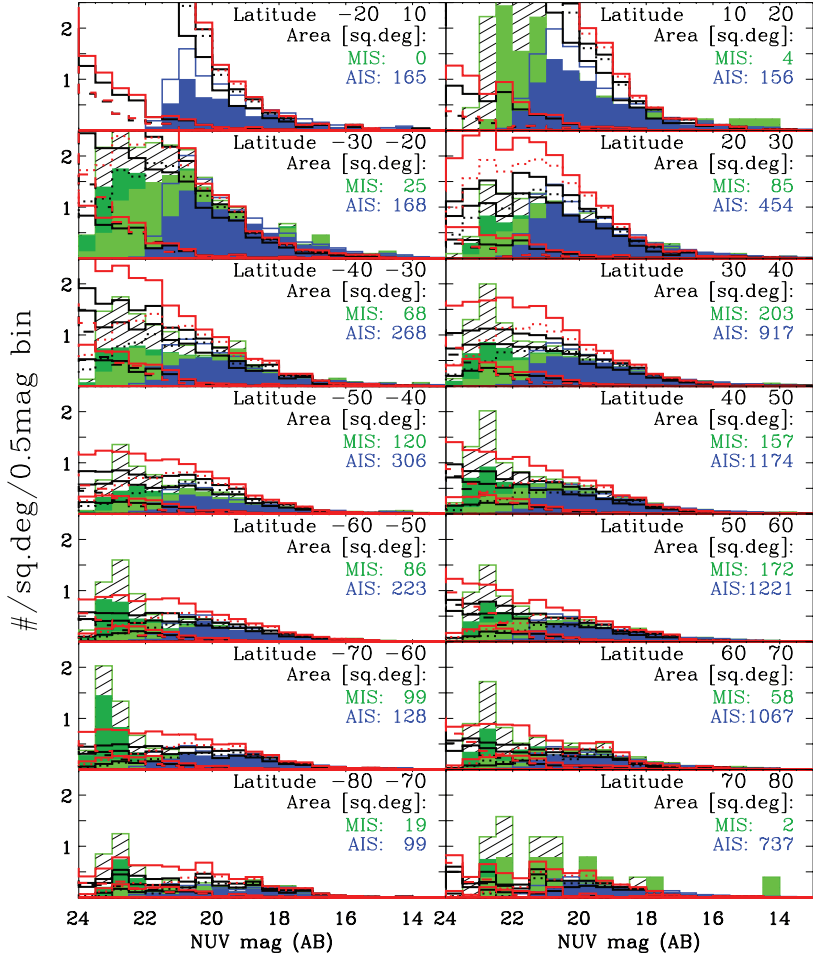 #/sq.deg/0.5mag bin
2
1
Latitude -20 10
Area [sq.deg]:
MIS: 0
AIS: 165
Latitude 10 20
Area [sq.deg]:
MIS: 4
AIS: 156
2
1
Latitude -30 -20
Area [sq.deg]:
MIS: 25
AIS: 168
Latitude 20 30
Area [sq.deg]:
MIS: 85
AIS: 454
2
1
Latitude -40 -30
Area [sq.deg]:
MIS: 68
AIS: 268
Latitude 30 40
Area [sq.deg]:
MIS: 203
AIS: 917
2
1
Latitude -50 -40
Area [sq.deg]:
MIS: 120
AIS: 306
Latitude 40 50
Area [sq.deg]:
MIS: 157
AIS:1174
2
1
Latitude -60 -50
Area [sq.deg]:
MIS: 86
AIS: 223
Latitude 50 60
Area [sq.deg]:
MIS: 172
AIS:1221
2
1
Latitude -70 -60
Area [sq.deg]:
MIS: 99
AIS: 128
Latitude 60 70
Area [sq.deg]:
MIS: 58
AIS:1067
2
1
Latitude -80 -70
Area [sq.deg]:
MIS: 19
AIS: 99
Latitude 70 80
Area [sq.deg]:
MIS: 2
AIS: 737
24 22 20 18 16 14
24 22 20 18 16 14
NUV mag (AB)
NUV mag (AB)